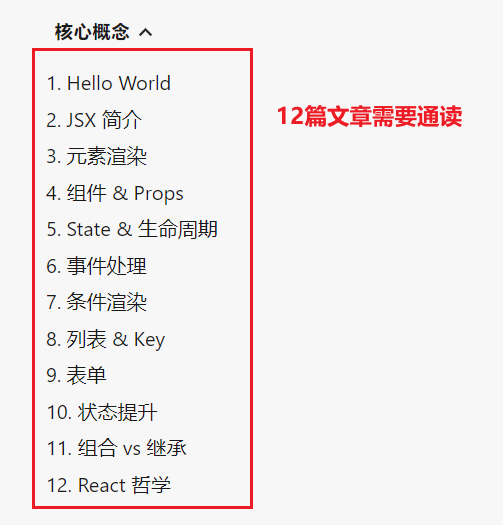 核心概念
1. Hello World
12篇文章需要通读
2. JSX 简介
3. 元素渲染
4. 组件 & Props
5. State & 生命周期
6. 事件处理
7. 条件渲染
8. 列表 & Key
9. 表单
10. 状态提升
11. 组合 vs 继承
12. React 哲学